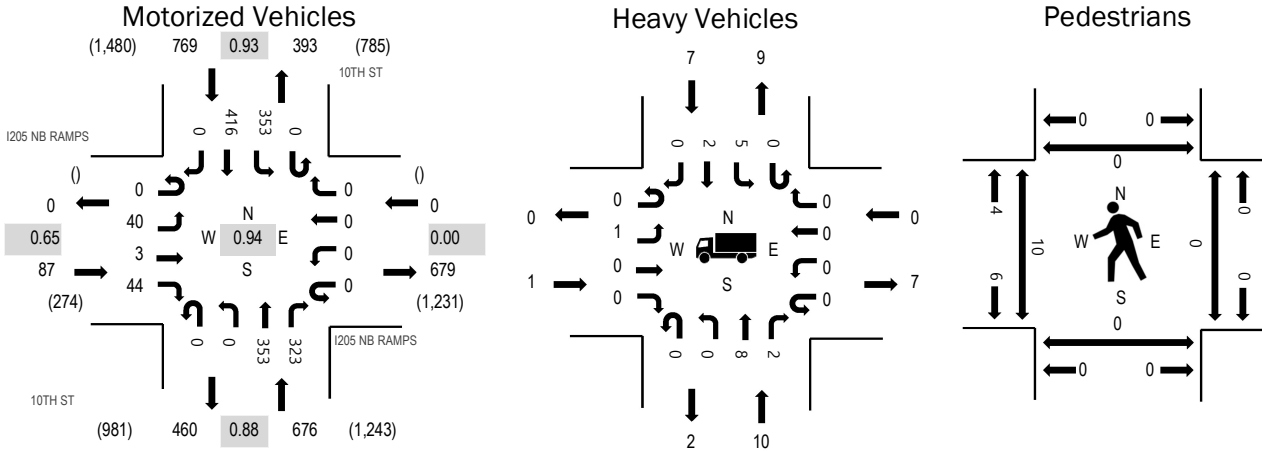 Motorized Vehicles
(1,480) 769 0.93 393 (785)
10TH ST
I205 NB RAMPS
0 416 353 0
()
0
0.65
87
(274)
0
40
3
44
N
W 0.94 E
S
0
0
0
0
()
0
0.00
679
(1,231)
0 0 353 323
I205 NB RAMPS
10TH ST
(981) 460 0.88 676 (1,243)
Heavy Vehicles
7 9
0 2 5 0
0
1
0
1
0
0
N
W E
S
0
0
0
0
0
7
0 0 8 2
2 10
Pedestrians
0 0
0
4
6
10
N
W E
S
0
0
0
0
0 0